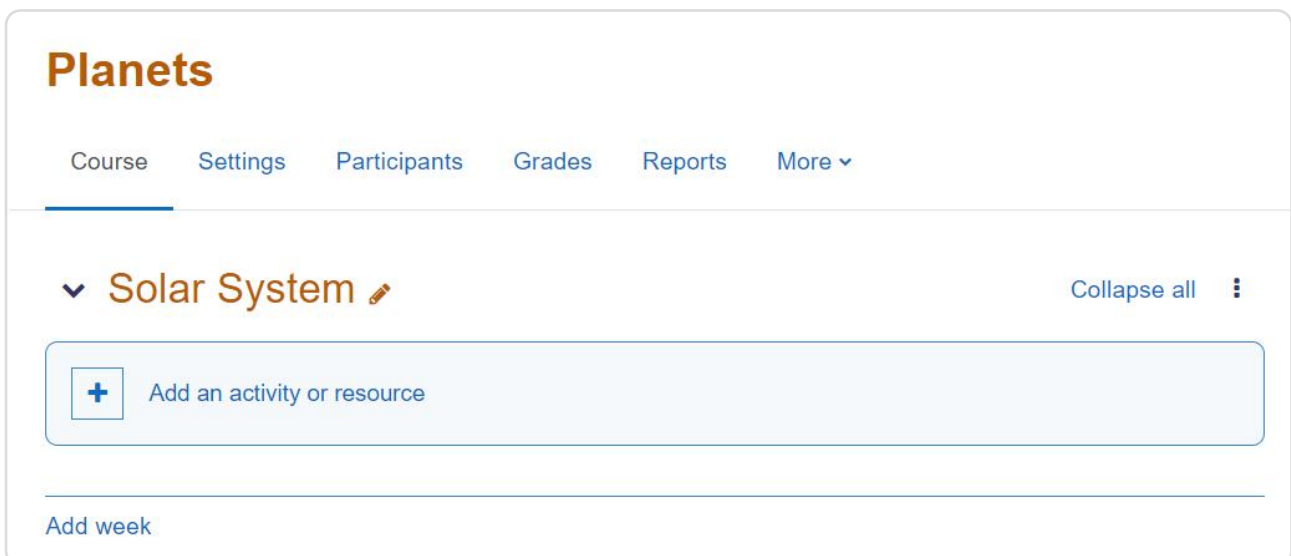 Planets
Course Settings Participants Grades Reports More
Solar System Collapse all
Add an activity or resource
Add week